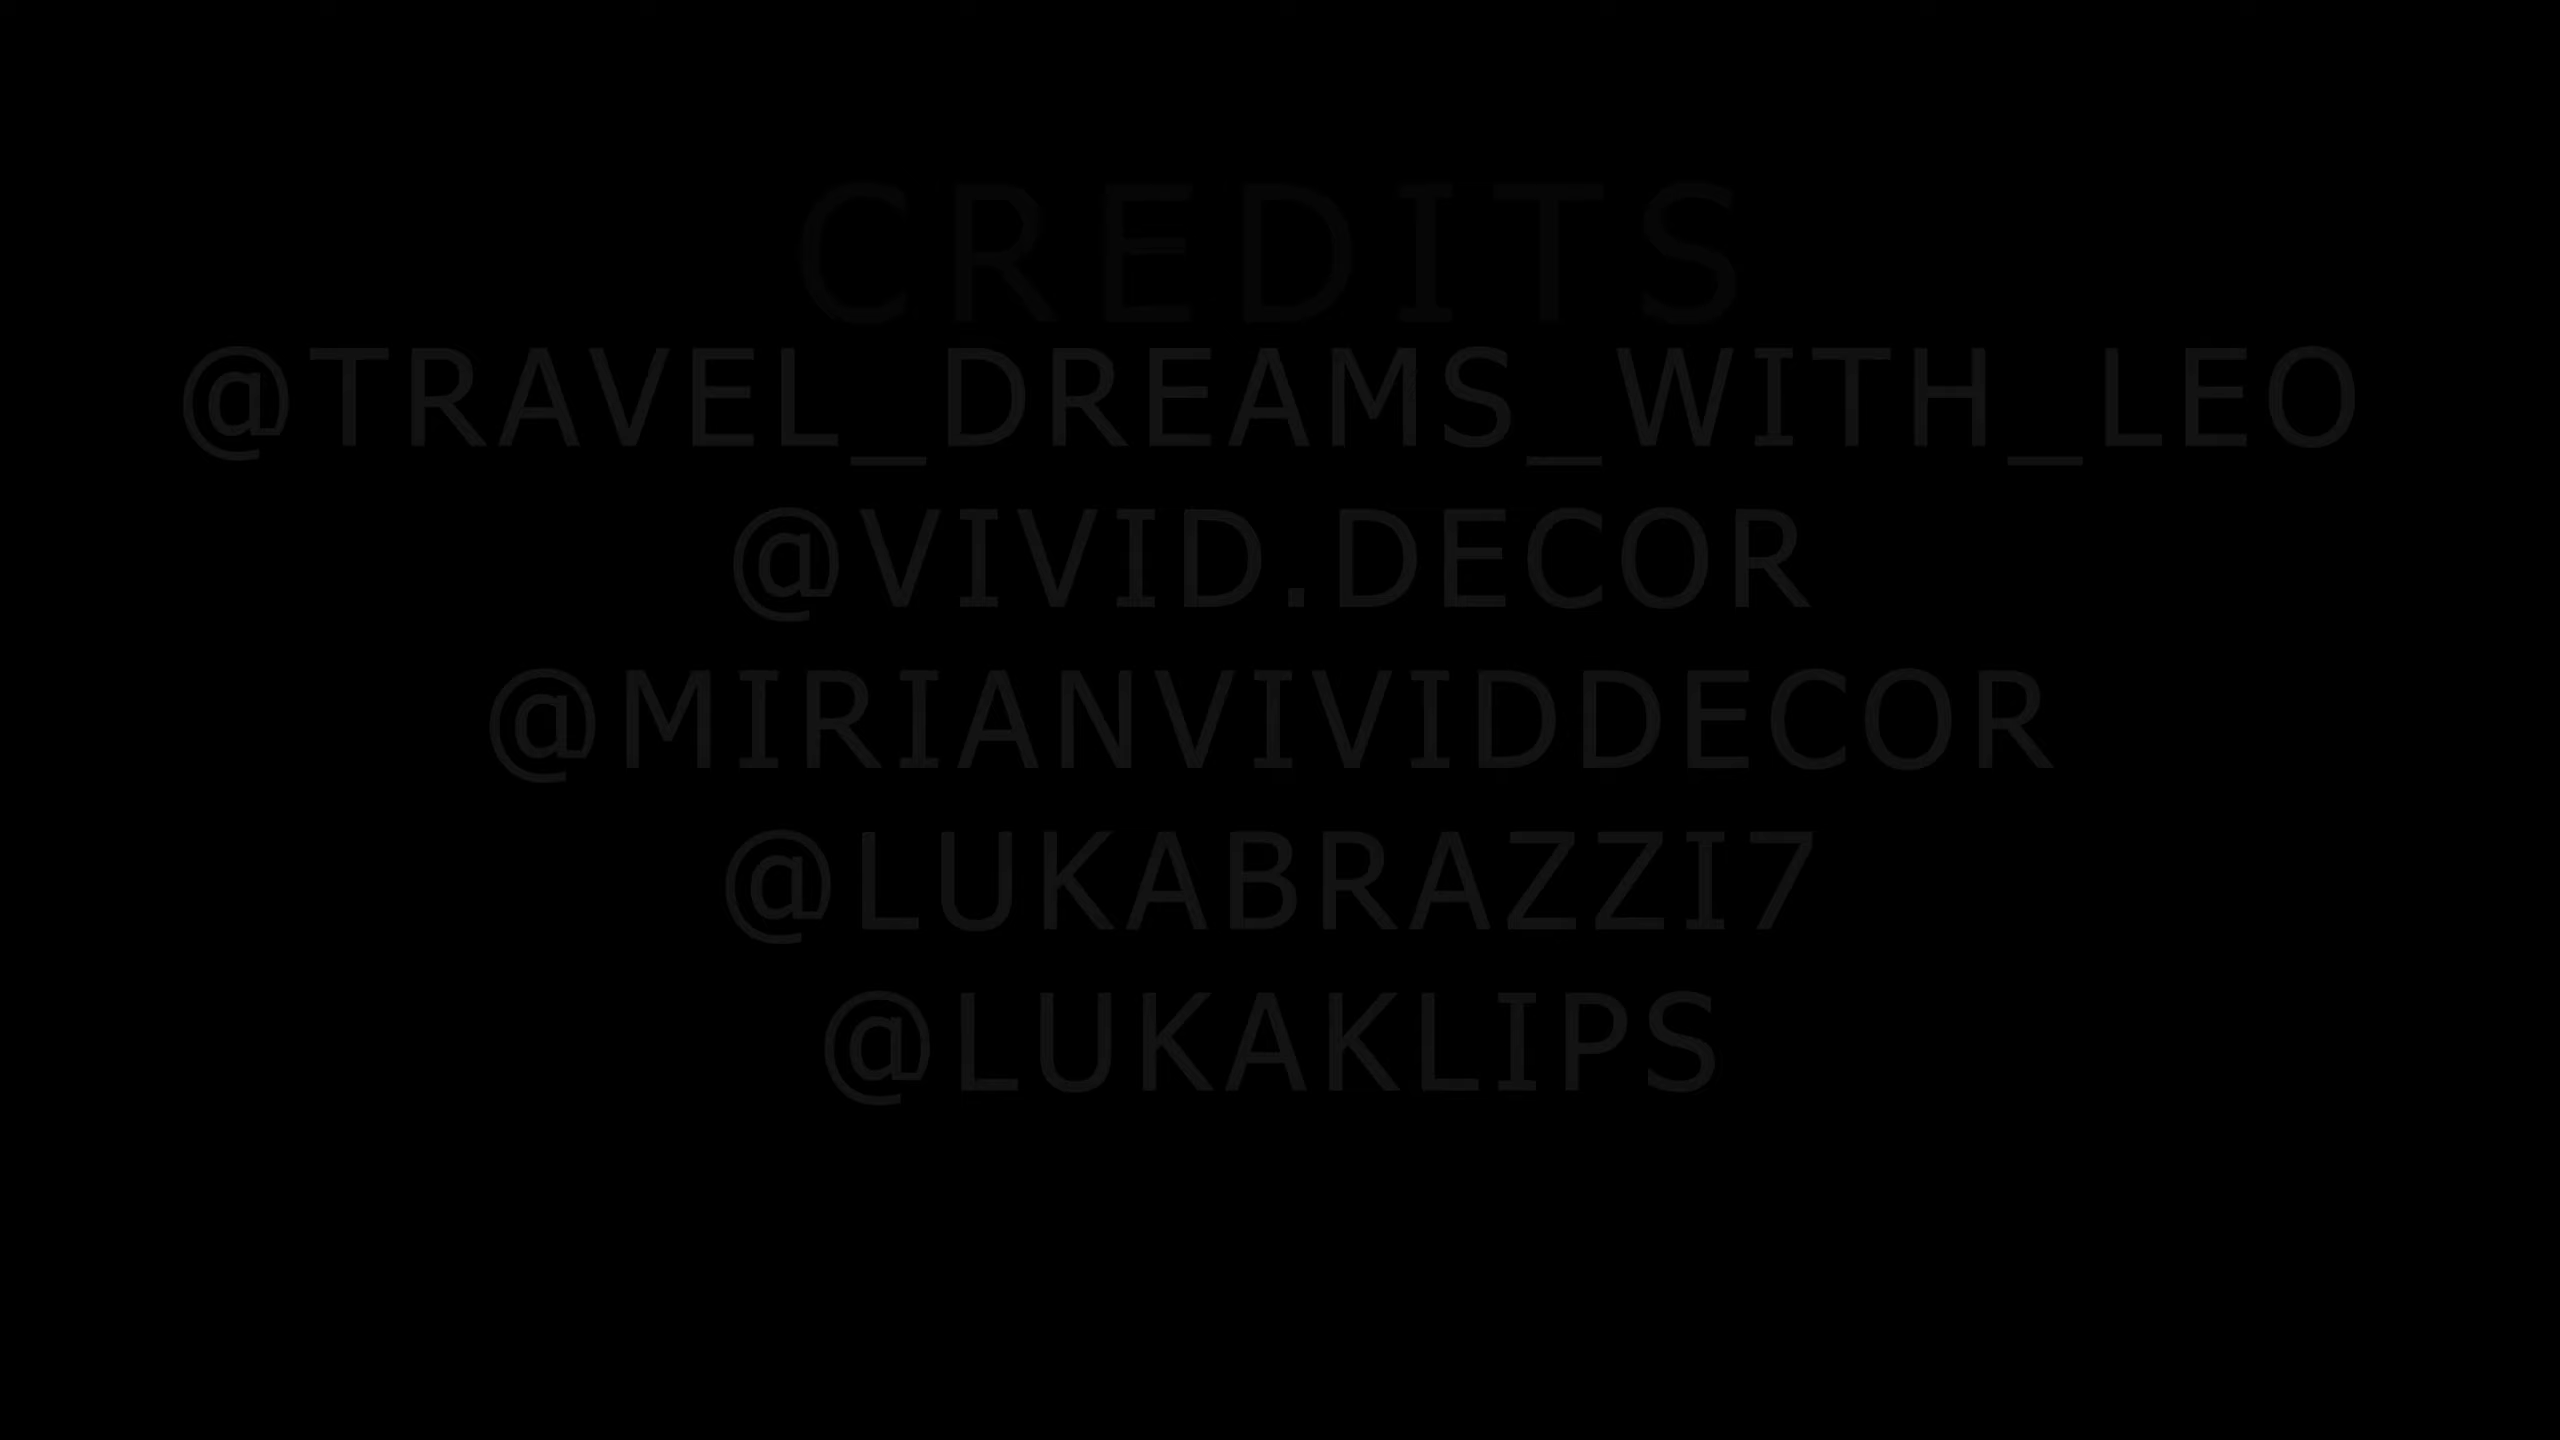 CREDITS
@TRAVEL_DREAMS_WITH_LEO
@VIVID.DECOR
@MIRIANVIVIDDECOR
@LUKABRAZZI7
@LUKAKLIPS